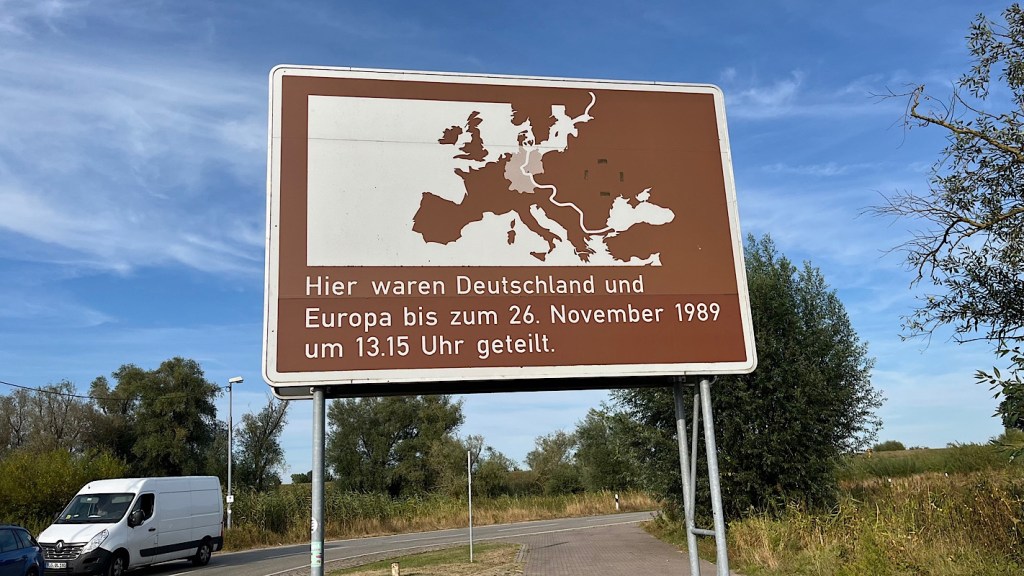 Hier waren Deutschland und
Europa bis zum 26. November 1989
um 13.15 Uhr geteilt.